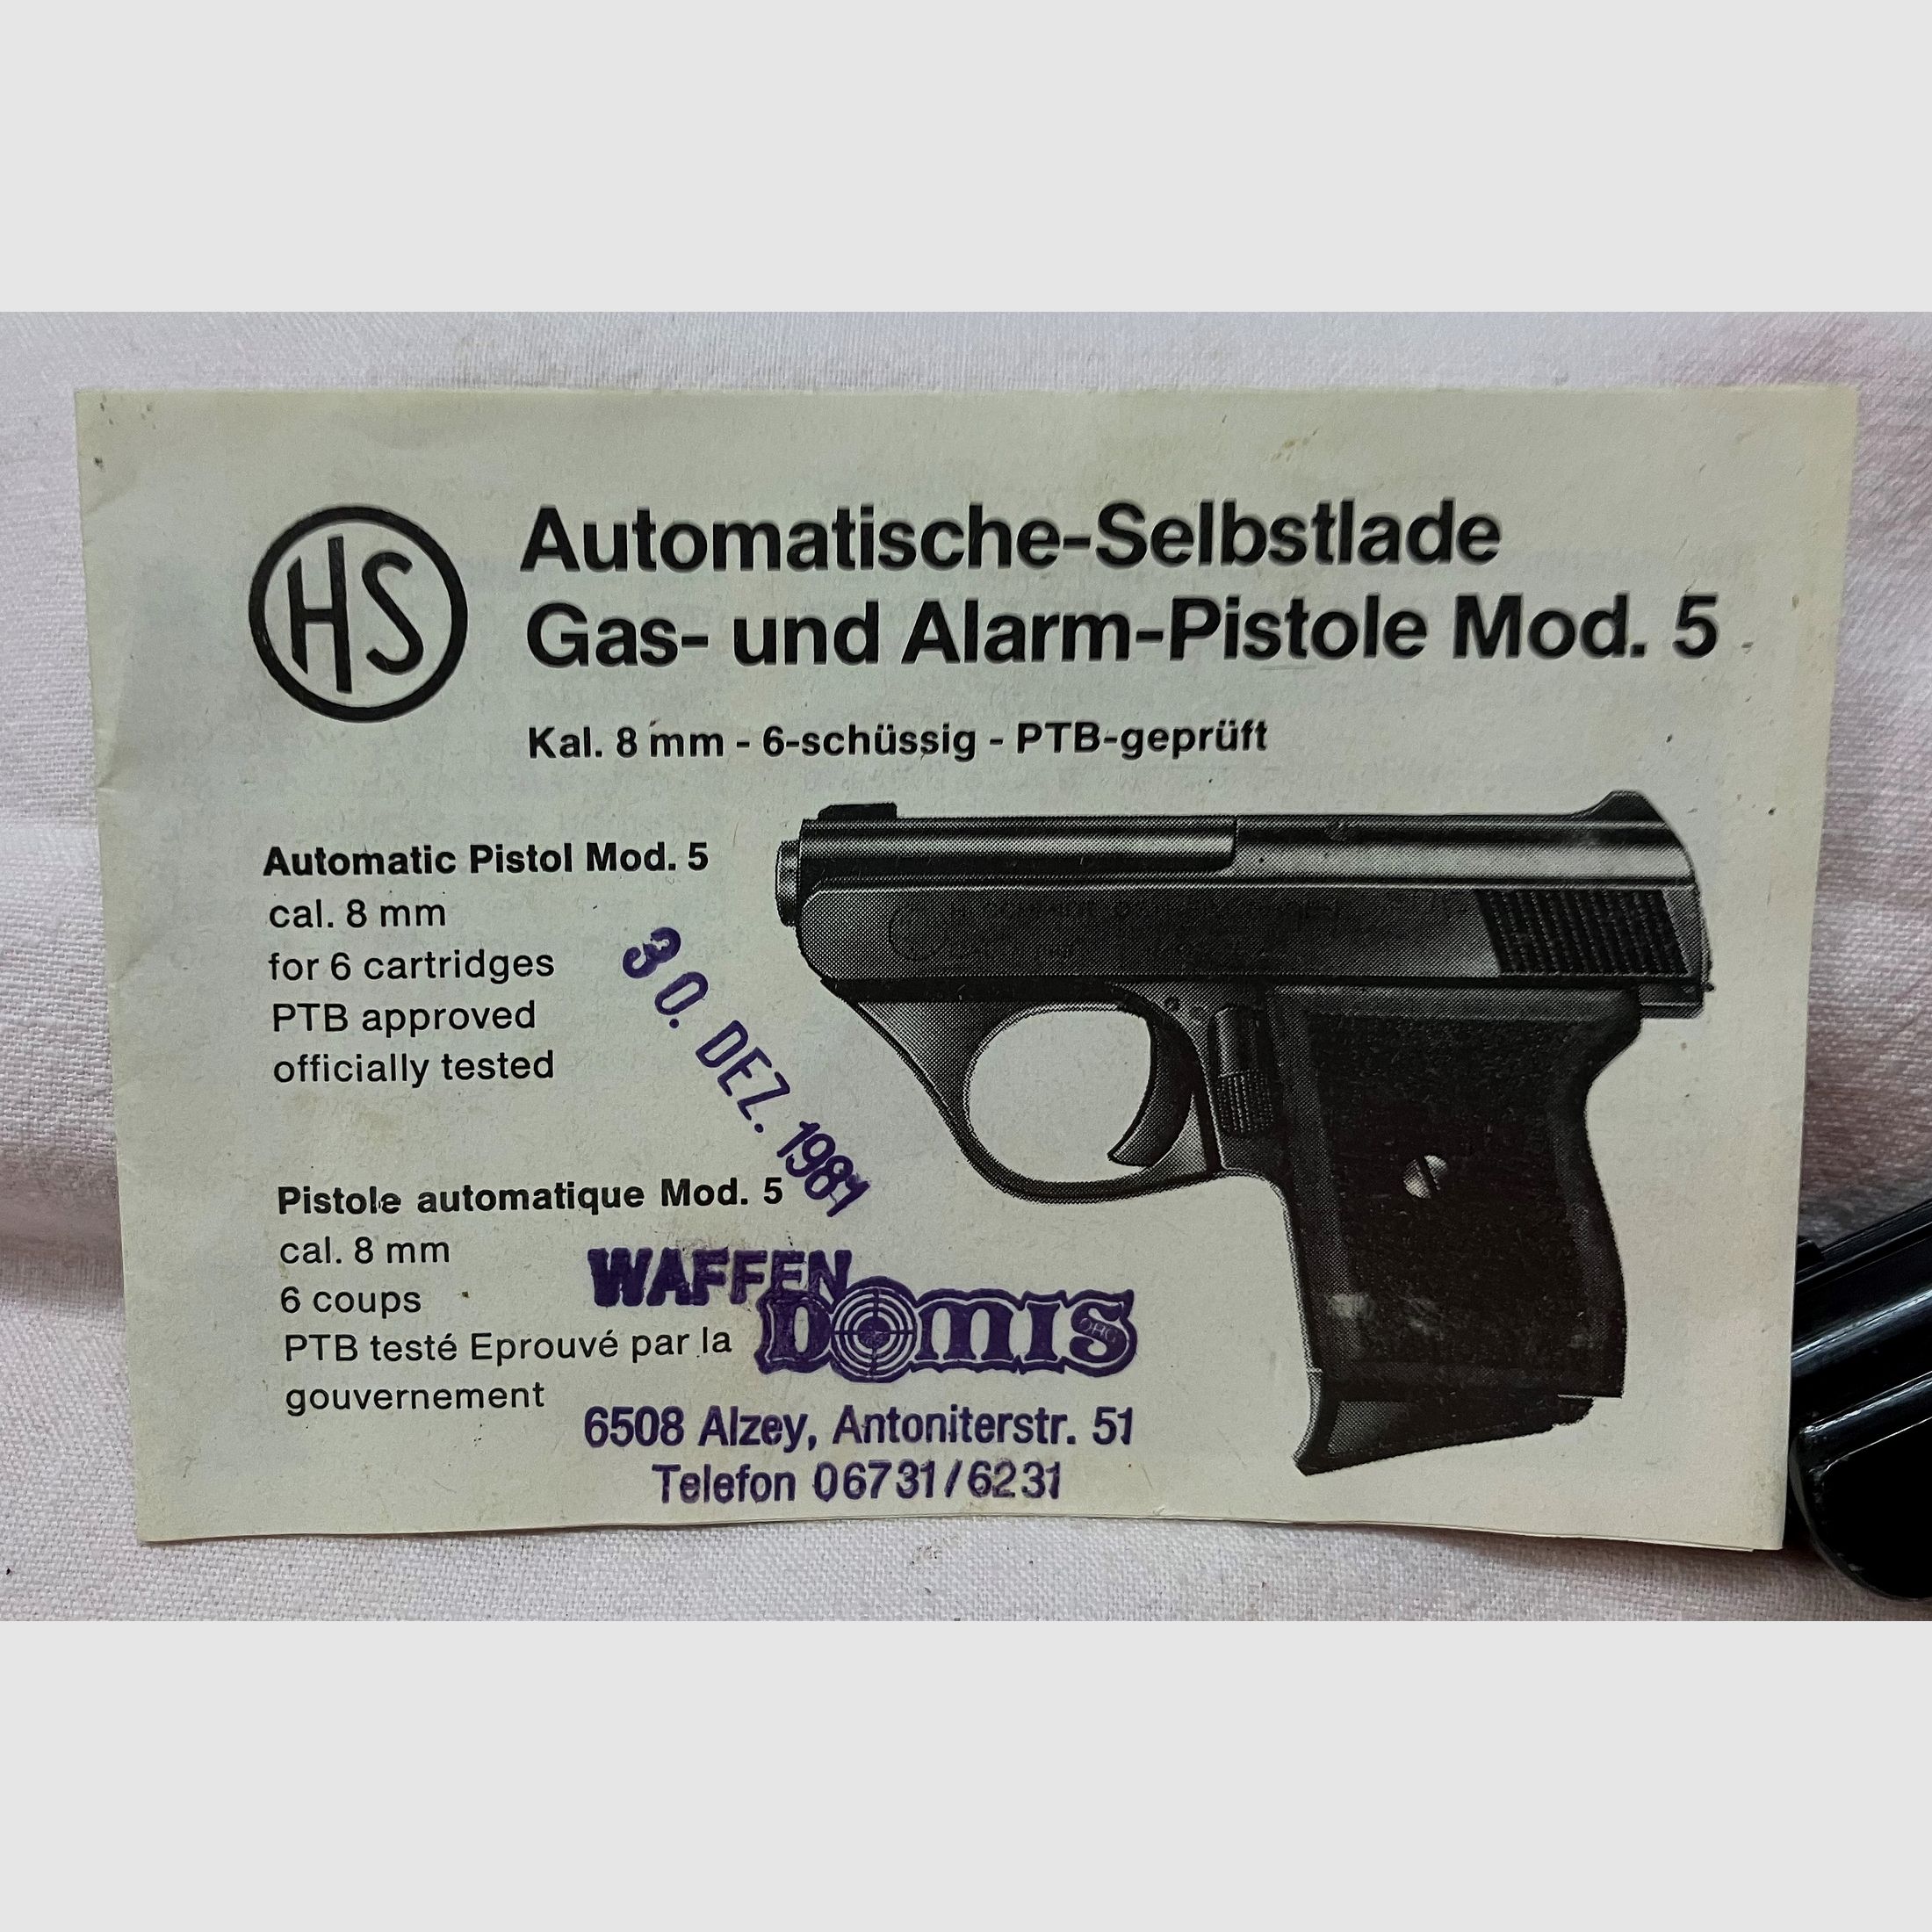 HS
Automatische-Selbstlade
Gas- und Alarm-Pistole Mod. 5
Kal. 8 mm - 6-schüssig - PTB-geprüft
Automatic Pistol Mod. 5
cal. 8 mm
for 6 cartridges
PTB approved
officially tested
30. DEZ. 1981
Pistole automatique Mod. 5
cal. 8 mm
6 coups
PTB testé Eprouvé par la
gouvernement
WAFFEN
DOMIS
OHG
6508 Alzey, Antoniterstr. 51
Telefon 06731/6231